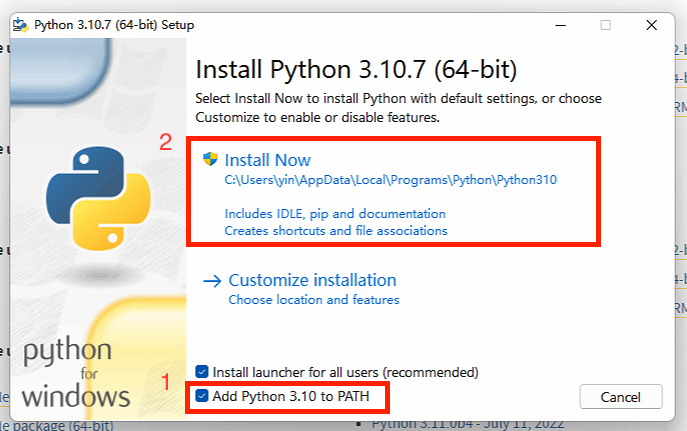 Python 3.10.7 (64-bit) Setup
Install Python 3.10.7 (64-bit)
Select Install Now to install Python with default settings, or choose
Customize to enable or disable features.
2
Install Now
C:\Users\yin\AppData\Local\Programs\Python\Python310
Includes IDLE, pip and documentation
Creates shortcuts and file associations
Customize installation
Choose location and features
python
for
windows
Install launcher for all users (recommended)
1
Add Python 3.10 to PATH
Cancel
le package (64-bit)
Python 3.11.0b4 - July 11, 2022